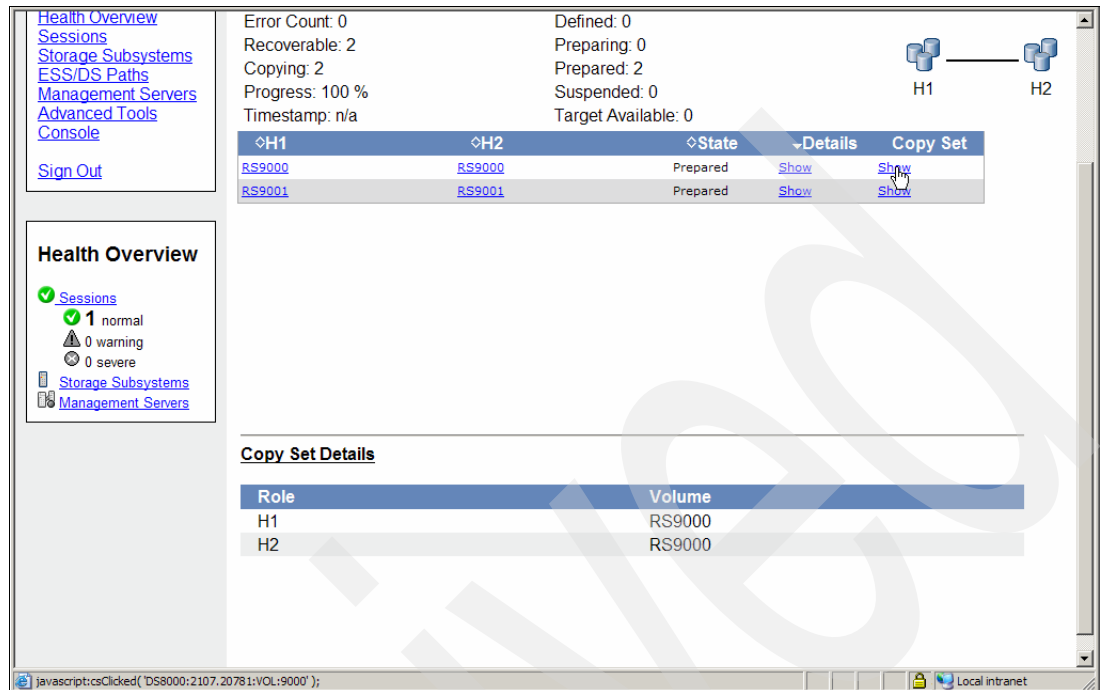 Health Overview
Sessions
Storage Subsystems
ESS/DS Paths
Management Servers
Advanced Tools
Console
Sign Out
Health Overview
Sessions
1 normal
0 warning
0 severe
Storage Subsystems
Management Servers
Error Count: 0
Recoverable: 2
Copying: 2
Progress: 100 %
Timestamp: n/a
Defined: 0
Preparing: 0
Prepared: 2
Suspended: 0
Target Available: 0
H1 H2
H1 H2 State Details Copy Set
RS9000 RS9000 Prepared Show Show
RS9001 RS9001 Prepared Show Show
Copy Set Details
Role Volume
H1 RS9000
H2 RS9000
javascript:csClicked( 'DS8000:2107.20781:VOL:9000' ); Local intranet